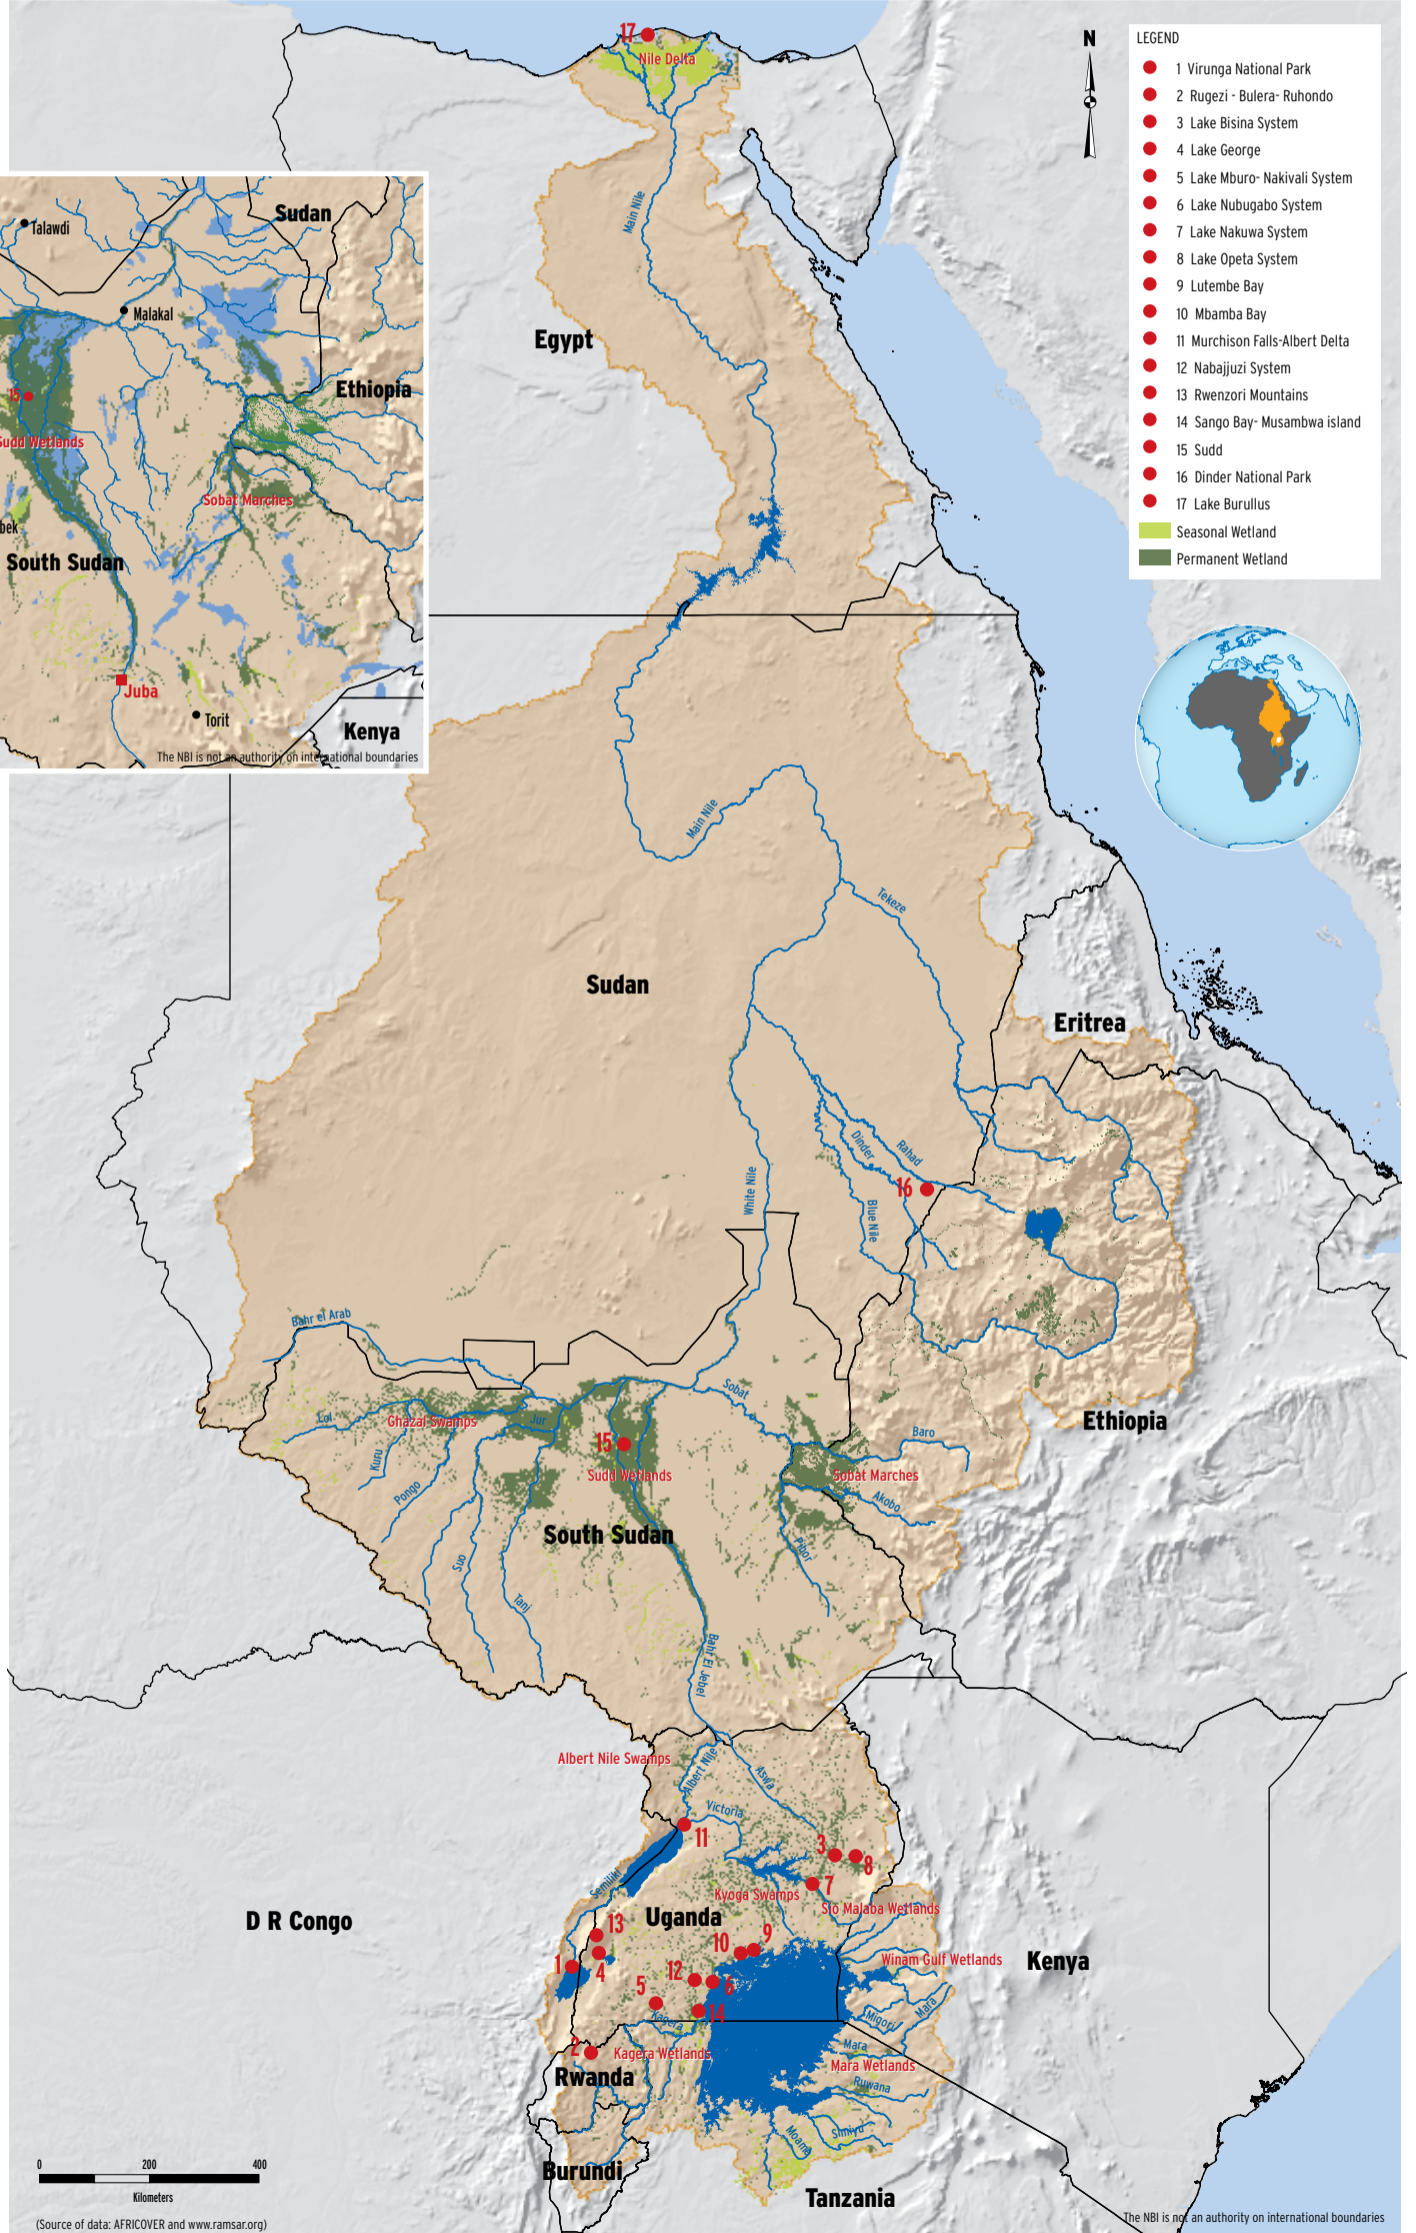 17
Nile Delta
N
LEGEND
1 Virunga National Park
2 Rugezi - Bulera- Ruhondo
3 Lake Bisina System
4 Lake George
5 Lake Mburo- Nakivali System
6 Lake Nubugabo System
7 Lake Nakuwa System
8 Lake Opeta System
9 Lutembe Bay
10 Mbamba Bay
11 Murchison Falls-Albert Delta
12 Nabajjuzi System
13 Rwenzori Mountains
14 Sango Bay- Musambwa island
15 Sudd
16 Dinder National Park
17 Lake Burullus
Seasonal Wetland
Permanent Wetland
Main Nile
Egypt
Sudan
Talawdi
Malakal
Ethiopia
15
Sudd Wetlands
Sobat Marches
bek
South Sudan
Juba
Torit
Kenya
The NBI is not an authority on international boundaries
Main Nile
Tekeze
Sudan
Eritrea
Dinder
Rahad
16
White Nile
Blue Nile
Bahr el Arab
Sobat
Ethiopia
Lol
Ghazal Swamps
Jur
Baro
15
Sudd Wetlands
Sobat Marches
Kuru
Pongo
Akobo
South Sudan
Pibor
Suo
Tanj
Bahr El Jebel
Albert Nile Swamps
Albert Nile
Aswa
Victoria
11
3
8
Semiliki
7
Kyoga Swamps
Sio Malaba Wetlands
D R Congo
Uganda
13
10
9
Winam Gulf Wetlands
Kenya
1
4
12
6
5
14
Kagera
Migori
Mara
2
Kagera Wetlands
Mara
Mara Wetlands
Rwanda
Ruwana
Moame
Simiyu
Burundi
Tanzania
0 200 400
Kilometers
(Source of data: AFRICOVER and www.ramsar.org)
The NBI is not an authority on international boundaries